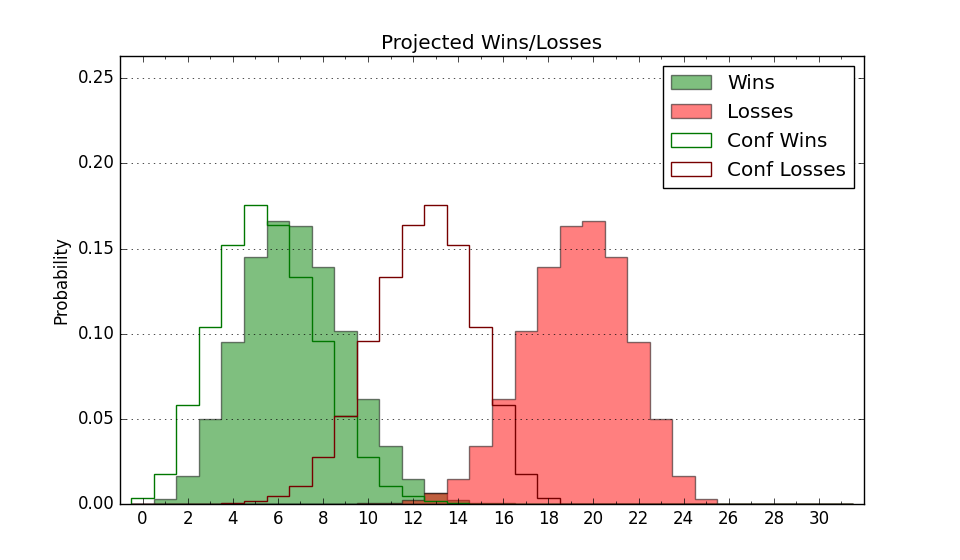 Projected Wins/Losses
Wins
Losses
Conf Wins
Conf Losses
Probability
0.25
0.20
0.15
0.10
0.05
0.00
0 2 4 6 8 10 12 14 16 18 20 22 24 26 28 30